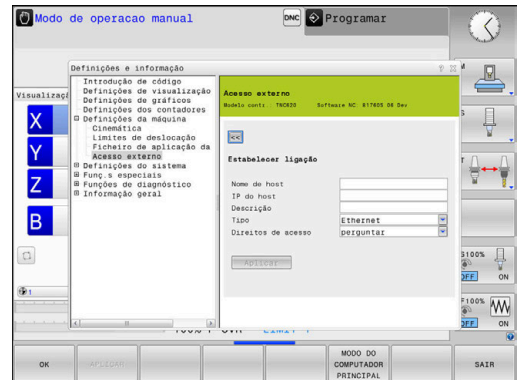 Modo de operacao manual
DNC
Programar
Definições e informação
Visualizaç
X
Y
Z
B
1
Introdução de código
Definições de visualização
Definições de gráficos
Definições dos contadores
Definições da máquina
Cinemática
Limites de deslocação
Ficheiro de aplicação da
Acesso externo
Definições do sistema
Funç.s especiais
Funções de diagnóstico
Informação geral
Acesso externo
Modelo contr.: TNC620 Software NC: 817605 06 Dev
<<
Estabelecer ligação
Nome de host
IP do host
Descrição
Tipo
Ethernet
Direitos de acesso
perguntar
Aplicar
M
S
T
S100%
OFF ON
F100%
OFF ON
OK
APLICAR
MODO DO
COMPUTADOR
PRINCIPAL
SAIR